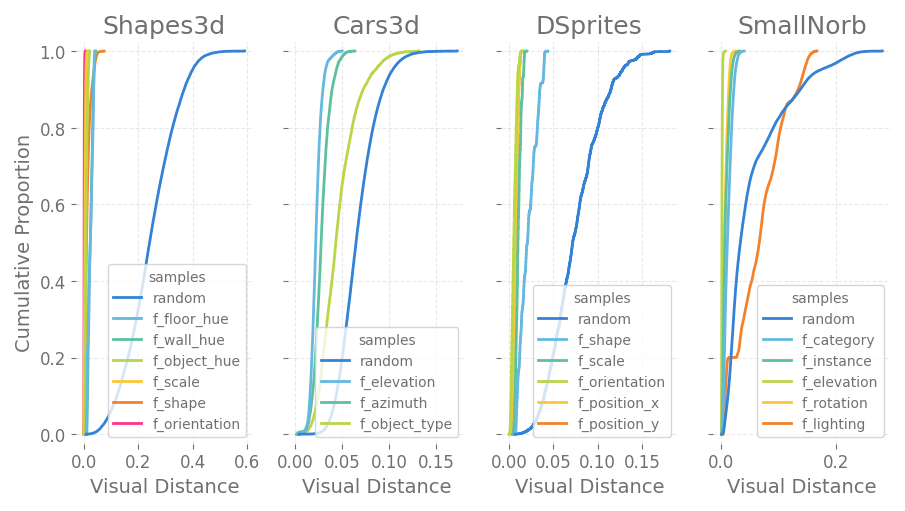 Shapes3d
Cars3d
DSprites
SmallNorb
Cumulative Proportion
1.0
0.8
0.6
0.4
0.2
0.0
samples
random
f_floor_hue
f_wall_hue
f_object_hue
f_scale
f_shape
f_orientation
0.0 0.2 0.4 0.6
Visual Distance
samples
random
f_elevation
f_azimuth
f_object_type
0.00 0.05 0.10 0.15
Visual Distance
samples
random
f_shape
f_scale
f_orientation
f_position_x
f_position_y
0.00 0.05 0.10 0.15
Visual Distance
samples
random
f_category
f_instance
f_elevation
f_rotation
f_lighting
0.0 0.2
Visual Distance